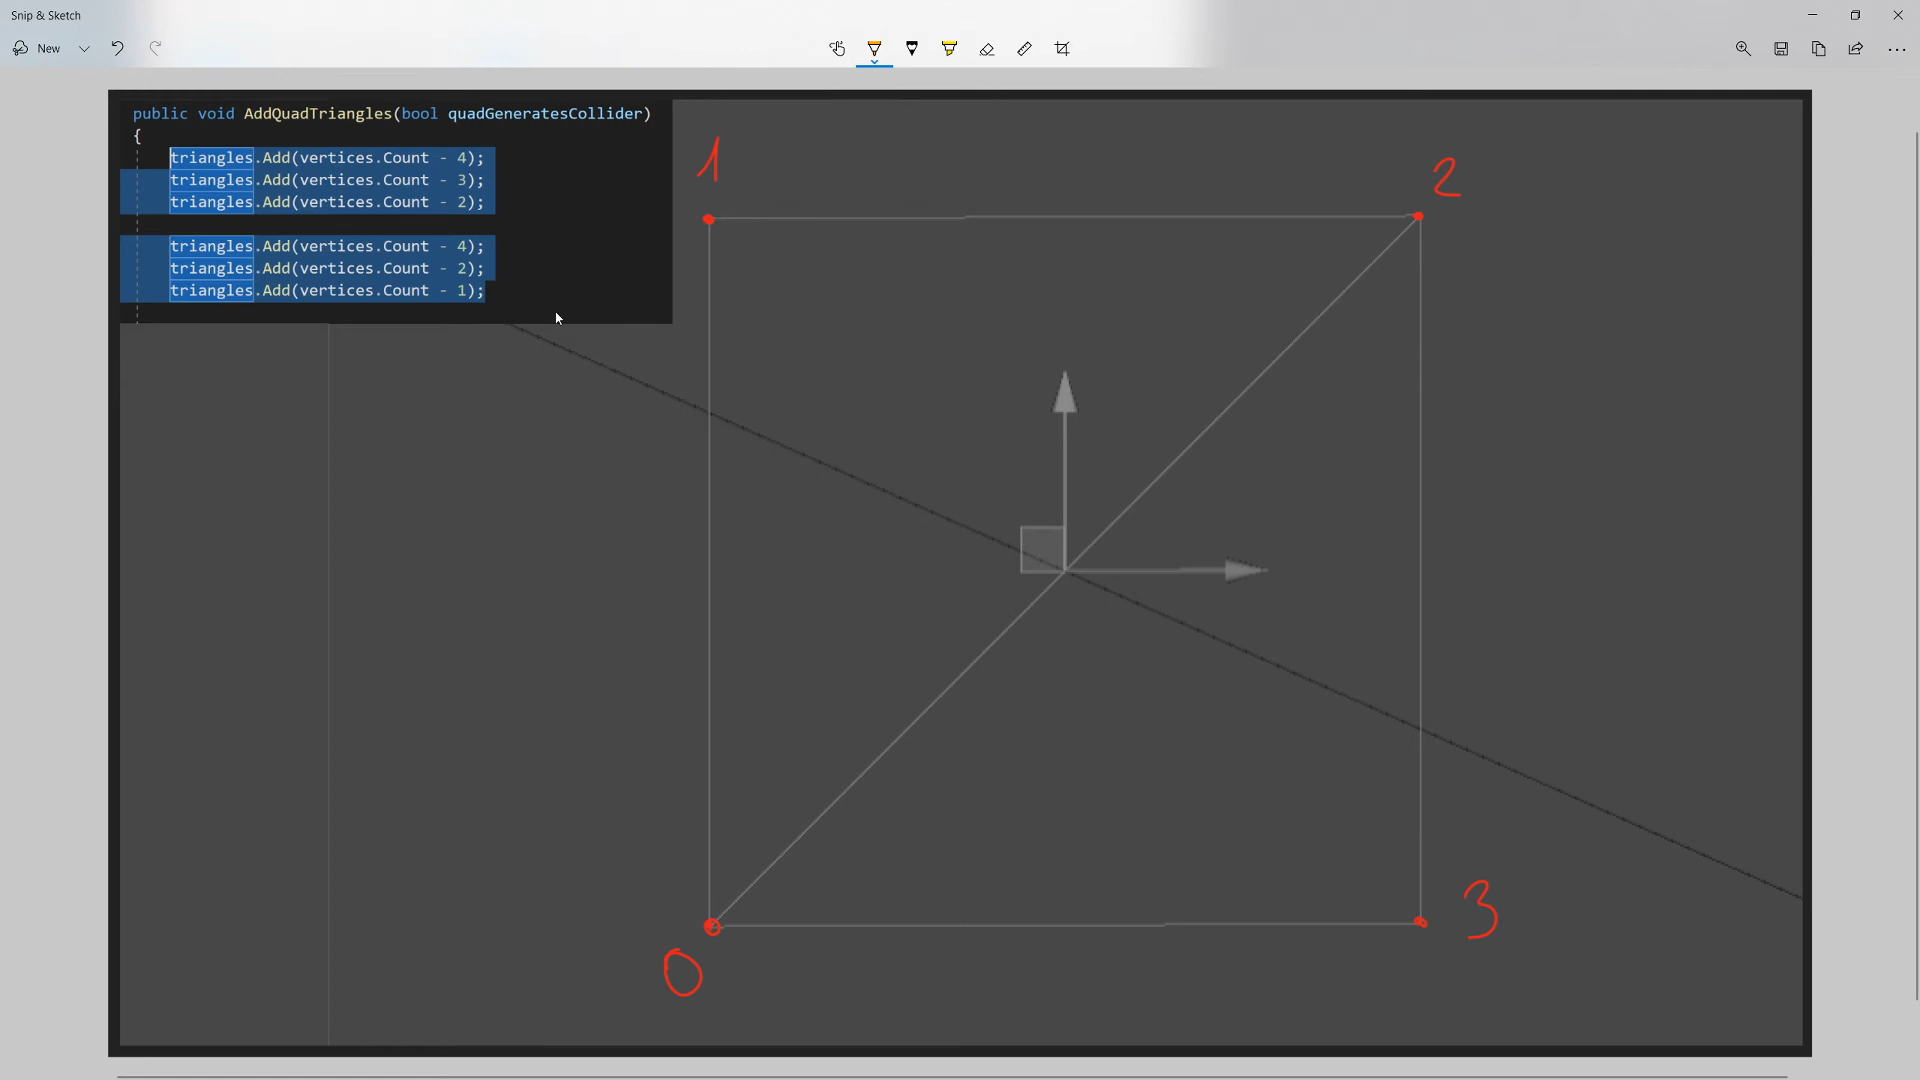 Snip & Sketch
New
public void AddQuadTriangles(bool quadGeneratesCollider)
{
triangles.Add(vertices.Count - 4);
triangles.Add(vertices.Count - 3);
triangles.Add(vertices.Count - 2);
triangles.Add(vertices.Count - 4);
triangles.Add(vertices.Count - 2);
triangles.Add(vertices.Count - 1);
1
2
3
0